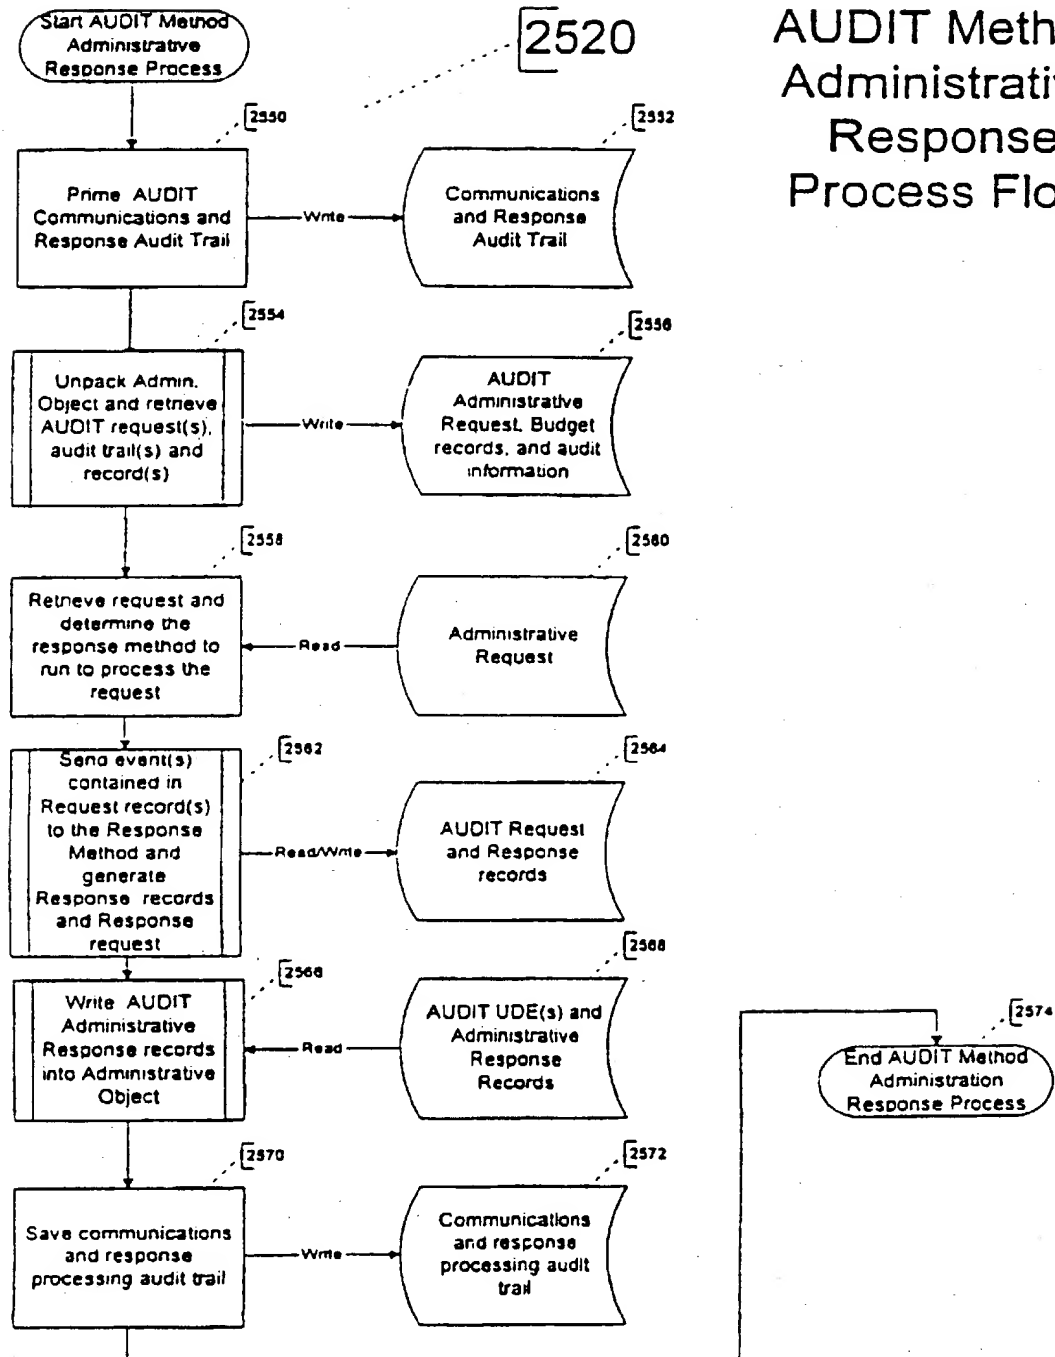 Start AUDIT Method
Administrative
Response Process
2520
AUDIT Meth
Administrati
Response
Process Flo
2550
Prime AUDIT
Communications and
Response Audit Trail
Write
2552
Communications
and Response
Audit Trail
2554
Unpack Admin.
Object and retrieve
AUDIT request(s),
audit trail(s) and
record(s)
Write
2556
AUDIT
Administrative
Request, Budget
records, and audit
information
2558
Retrieve request and
determine the
response method to
run to process the
request
Read
2560
Administrative
Request
2562
Send event(s)
contained in
Request record(s)
to the Response
Method and
generate
Response records
and Response
request
Read/Write
2564
AUDIT Request
and Response
records
2566
Write AUDIT
Administrative
Response records
into Administrative
Object
Read
2568
AUDIT UDE(s) and
Administrative
Response
Records
2574
End AUDIT Method
Administration
Response Process
2570
Save communications
and response
processing audit trail
Write
2572
Communications
and response
processing audit
trail